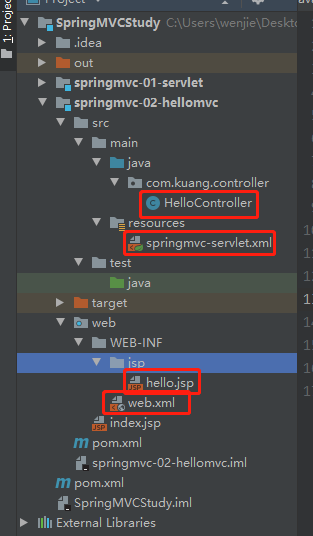 Project
1: Project
SpringMVCStudy C:\Users\wenjie\Deskto
.idea
out
springmvc-01-servlet
springmvc-02-hellomvc
src
main
java
com.kuang.controller
HelloController
resources
springmvc-servlet.xml
test
java
target
web
WEB-INF
jsp
hello.jsp
web.xml
index.jsp
pom.xml
springmvc-02-hellomvc.iml
pom.xml
SpringMVCStudy.iml
External Libraries